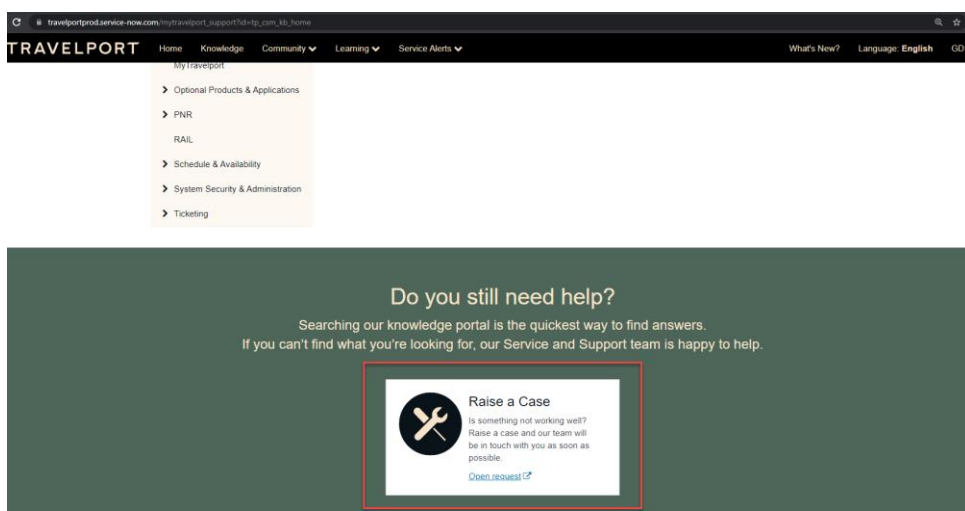 travelportprod.service-now.com/mytravelport_support?id=tp_csm_kb_home
TRAVELPORT Home Knowledge Community Learning Service Alerts What's New? Language: English GD
MyTravelport
Optional Products & Applications
PNR
RAIL
Schedule & Availability
System Security & Administration
Ticketing
Do you still need help?
Searching our knowledge portal is the quickest way to find answers.
If you can't find what you're looking for, our Service and Support team is happy to help.
Raise a Case
Is something not working well?
Raise a case and our team will
be in touch with you as soon as
possible.
Open request